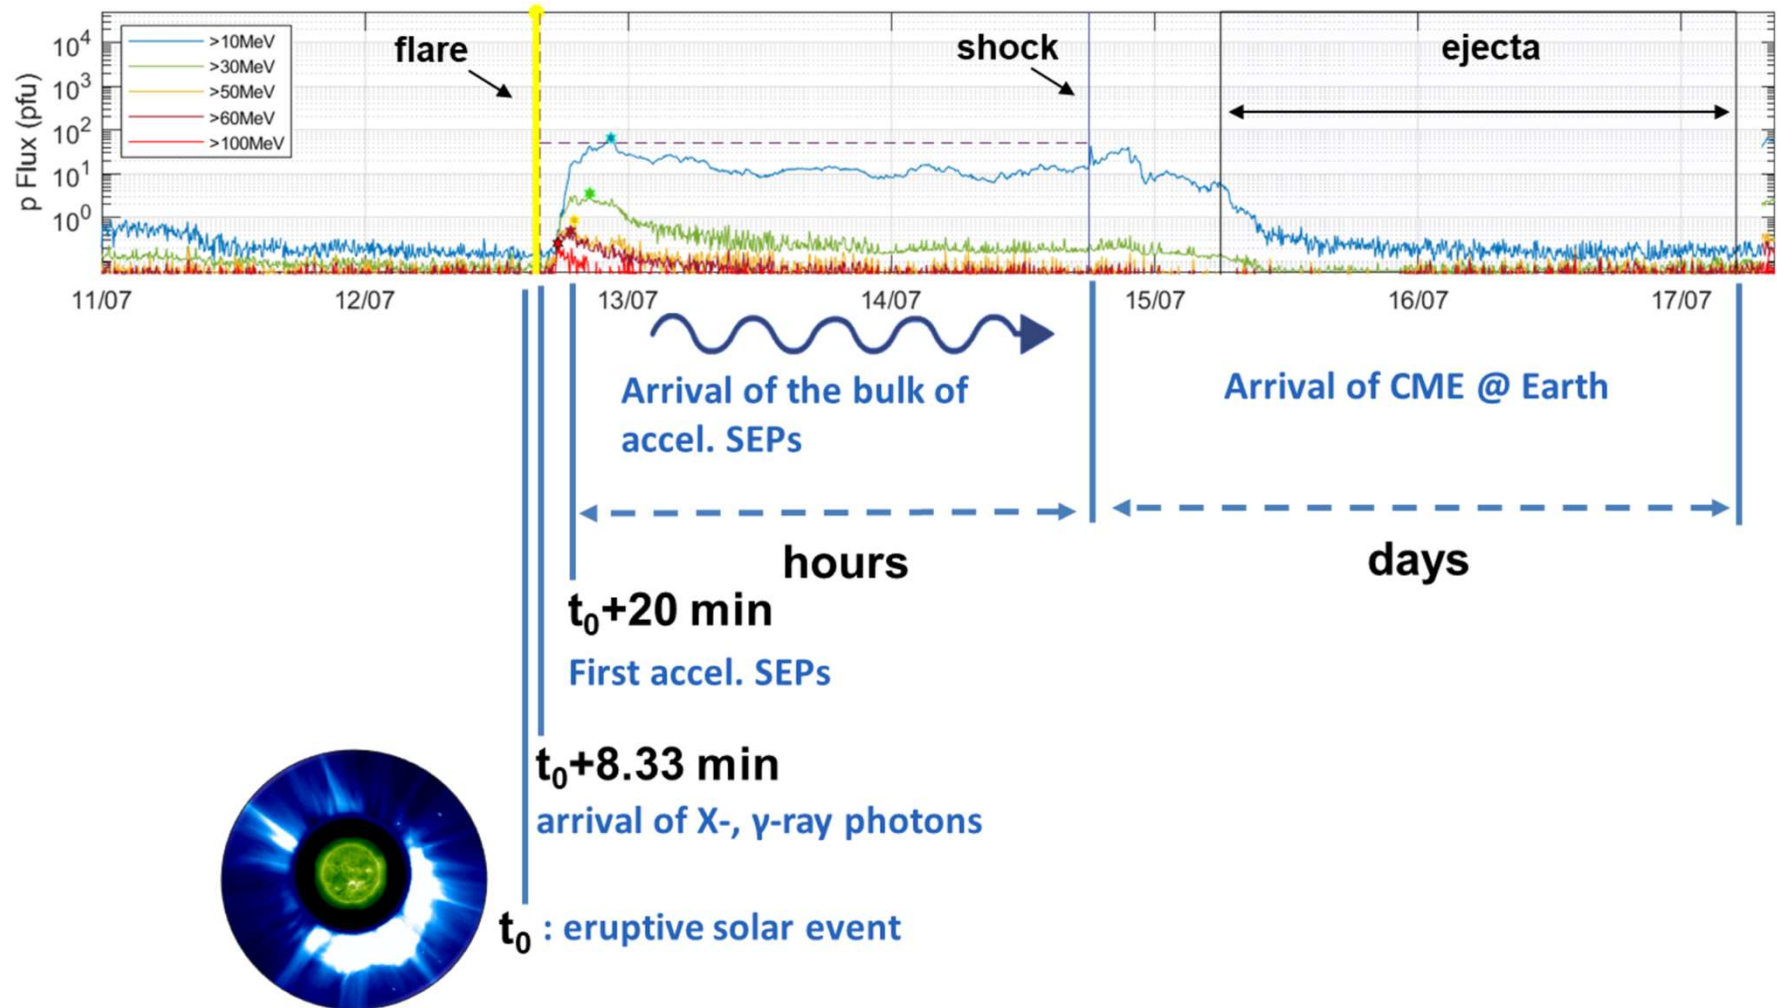 flare
shock
ejecta
>10MeV
>30MeV
>50MeV
>60MeV
>100MeV
p Flux (pfu)
10⁴
10³
10²
10¹
10⁰
11/07 12/07 13/07 14/07 15/07 16/07 17/07
Arrival of the bulk of
accel. SEPs
Arrival of CME @ Earth
hours
days
t₀+20 min
First accel. SEPs
t₀+8.33 min
arrival of X-, γ-ray photons
t₀ : eruptive solar event